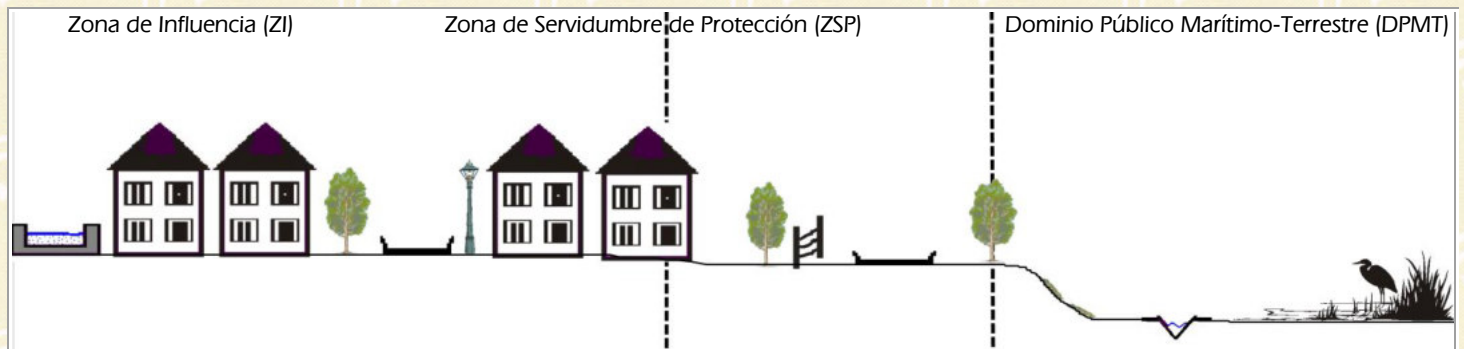 Zona de Influencia (ZI)
Zona de Servidumbre de Protección (ZSP)
Dominio Público Marítimo-Terrestre (DPMT)